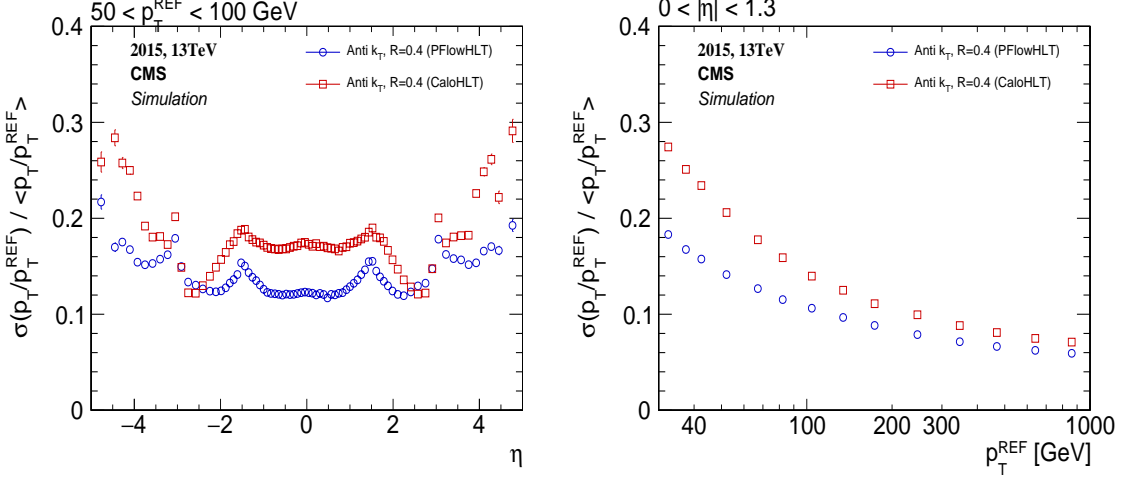 50 < p_T^REF < 100 GeV
σ(p_T/p_T^REF) / <p_T/p_T^REF>
0.4
0.3
0.2
0.1
0
2015, 13TeV
CMS
Simulation
Anti k_T, R=0.4 (PFlowHLT)
Anti k_T, R=0.4 (CaloHLT)
−4 −2 0 2 4
η
0 < |η| < 1.3
σ(p_T/p_T^REF) / <p_T/p_T^REF>
0.4
0.3
0.2
0.1
0
2015, 13TeV
CMS
Simulation
Anti k_T, R=0.4 (PFlowHLT)
Anti k_T, R=0.4 (CaloHLT)
40 100 200 300 1000
p_T^REF [GeV]